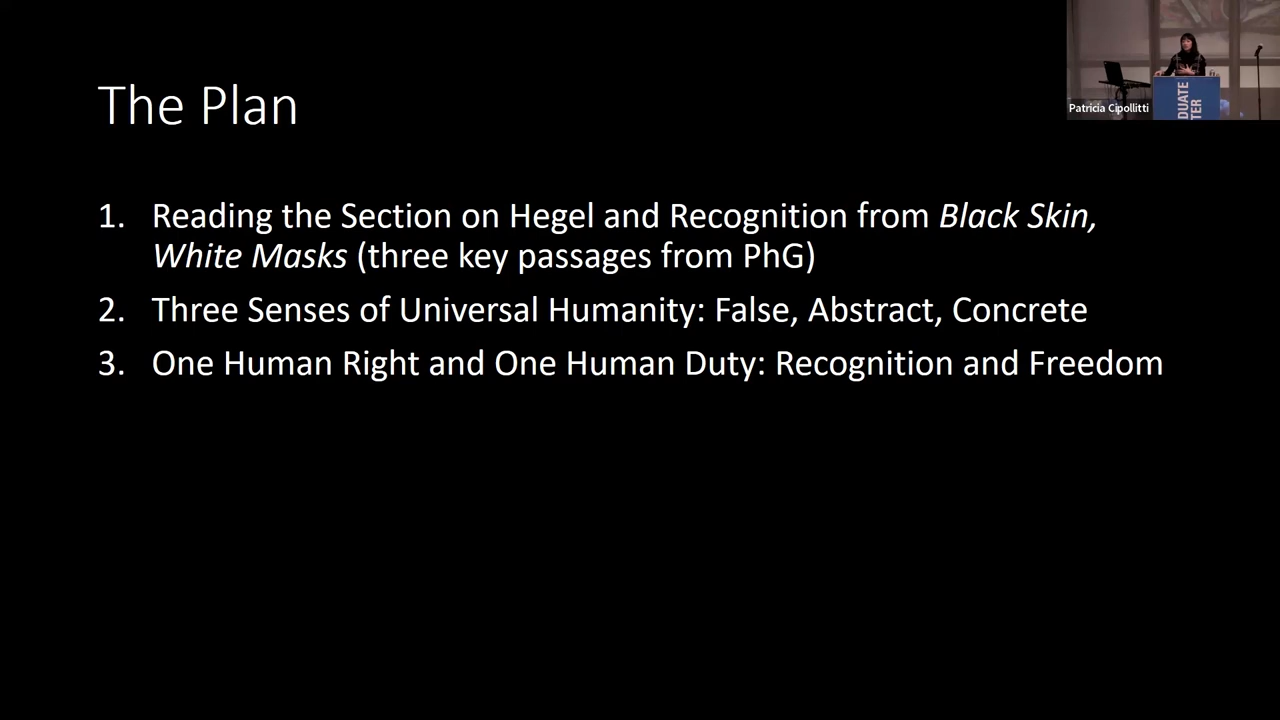 The Plan
Patricia Cipollitti
DUATE
TER
1. Reading the Section on Hegel and Recognition from Black Skin,
White Masks (three key passages from PhG)
2. Three Senses of Universal Humanity: False, Abstract, Concrete
3. One Human Right and One Human Duty: Recognition and Freedom